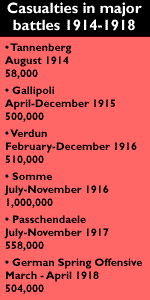 Casualties in major
battles 1914-1918
• Tannenberg
August 1914
58,000
• Gallipoli
April-December 1915
500,000
• Verdun
February-December 1916
510,000
• Somme
July-November 1916
1,000,000
• Passchendaele
July-November 1917
558,000
• German Spring Offensive
March - April 1918
504,000